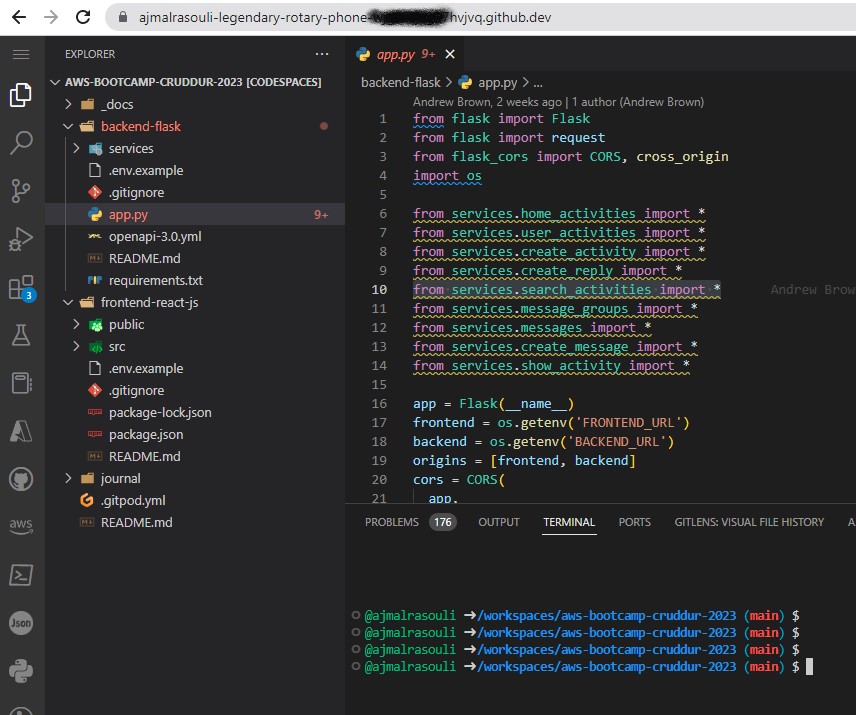 ajmalrasouli-legendary-rotary-phone-
hvjvq.github.dev
EXPLORER
AWS-BOOTCAMP-CRUDDUR-2023 [CODESPACES]
_docs
backend-flask
services
.env.example
.gitignore
app.py 9+
openapi-3.0.yml
README.md
requirements.txt
frontend-react-js
public
src
.env.example
.gitignore
package-lock.json
package.json
README.md
journal
.gitpod.yml
README.md
3
aws
Json
app.py 9+
backend-flask > app.py > ...
Andrew Brown, 2 weeks ago | 1 author (Andrew Brown)
1 from flask import Flask
2 from flask import request
3 from flask_cors import CORS, cross_origin
4 import os
5
6 from services.home_activities import *
7 from services.user_activities import *
8 from services.create_activity import *
9 from services.create_reply import *
10 from services.search_activities import * Andrew Brow
11 from services.message_groups import *
12 from services.messages import *
13 from services.create_message import *
14 from services.show_activity import *
15
16 app = Flask(__name__)
17 frontend = os.getenv('FRONTEND_URL')
18 backend = os.getenv('BACKEND_URL')
19 origins = [frontend, backend]
20 cors = CORS(
21 app,
PROBLEMS 176 OUTPUT TERMINAL PORTS GITLENS: VISUAL FILE HISTORY A
@ajmalrasouli ➜/workspaces/aws-bootcamp-cruddur-2023 (main) $
@ajmalrasouli ➜/workspaces/aws-bootcamp-cruddur-2023 (main) $
@ajmalrasouli ➜/workspaces/aws-bootcamp-cruddur-2023 (main) $
@ajmalrasouli ➜/workspaces/aws-bootcamp-cruddur-2023 (main) $